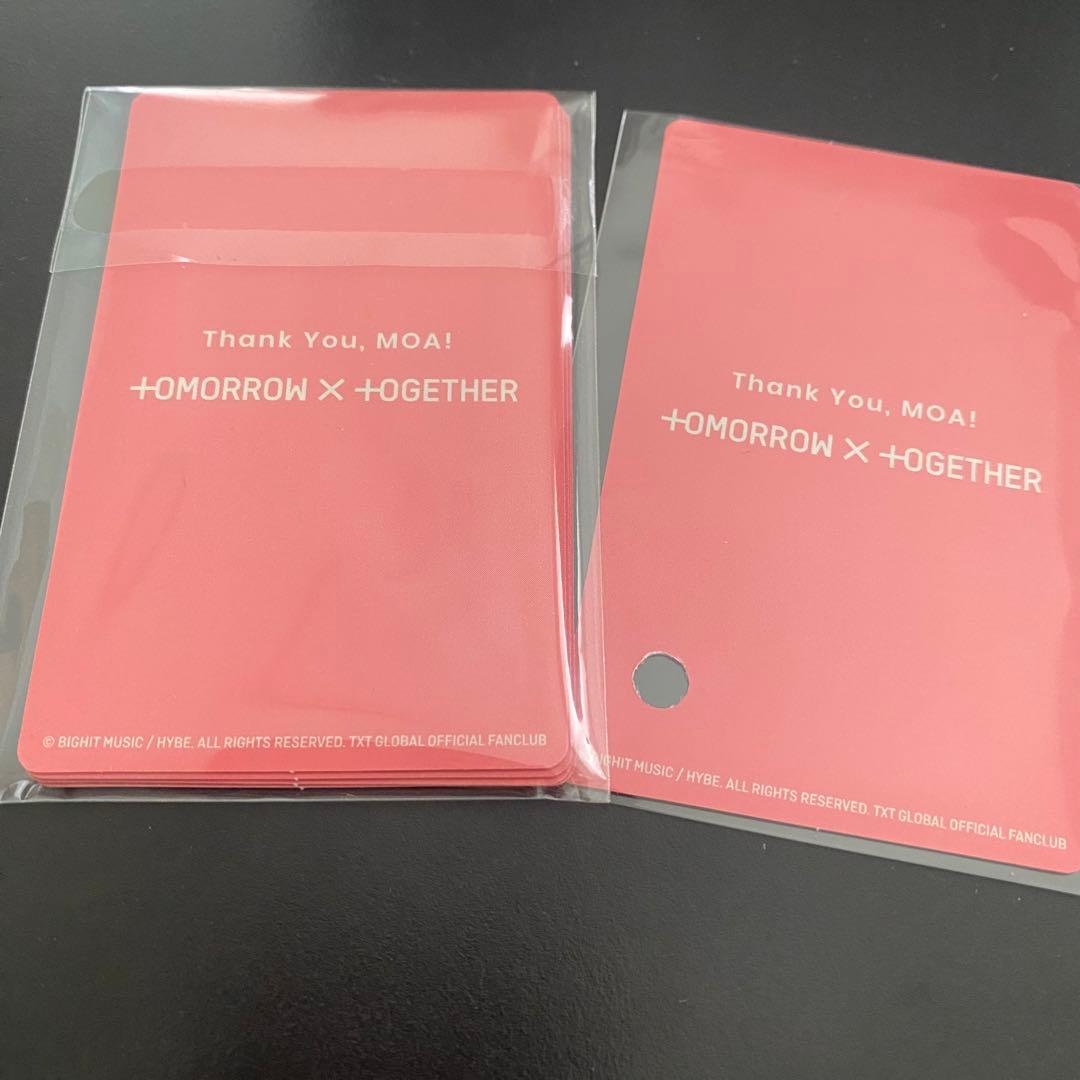 Thank You, MOA!
TOMORROW X TOGETHER
© BIGHIT MUSIC / HYBE. ALL RIGHTS RESERVED. TXT GLOBAL OFFICIAL FANCLUB
Thank You, MOA!
TOMORROW X TOGETHER
MUSIC / HYBE. ALL RIGHTS RESERVED. TXT GLOBAL OFFICIAL FANCLUB